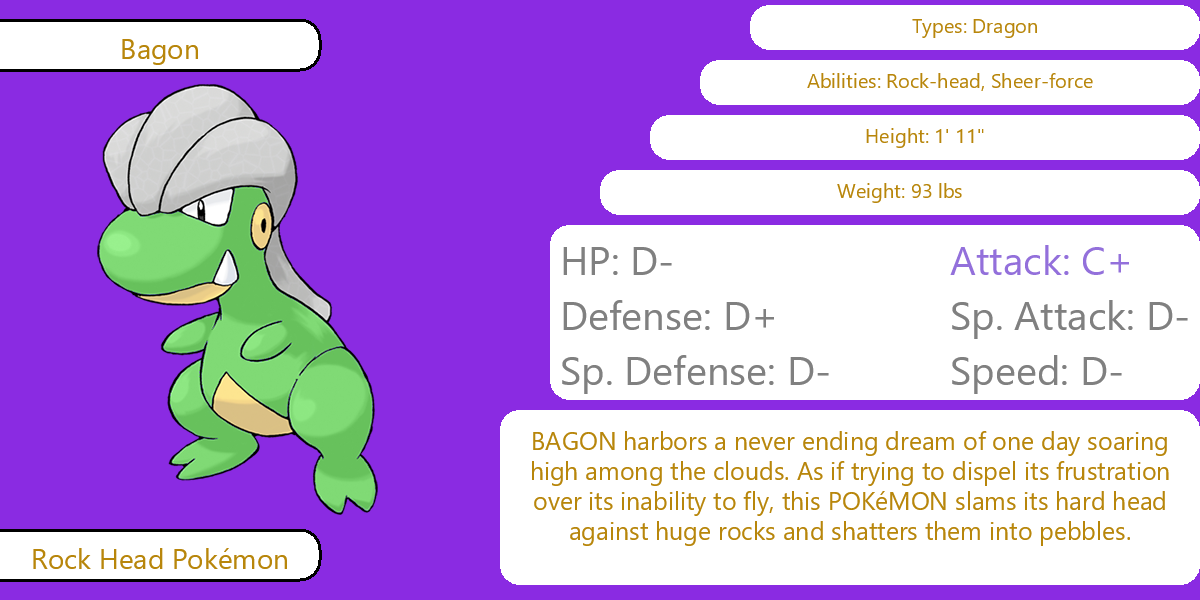 Bagon
Types: Dragon
Abilities: Rock-head, Sheer-force
Height: 1' 11"
Weight: 93 lbs
HP: D- Attack: C+
Defense: D+ Sp. Attack: D-
Sp. Defense: D- Speed: D-
BAGON harbors a never ending dream of one day soaring
high among the clouds. As if trying to dispel its frustration
over its inability to fly, this POKéMON slams its hard head
against huge rocks and shatters them into pebbles.
Rock Head Pokémon